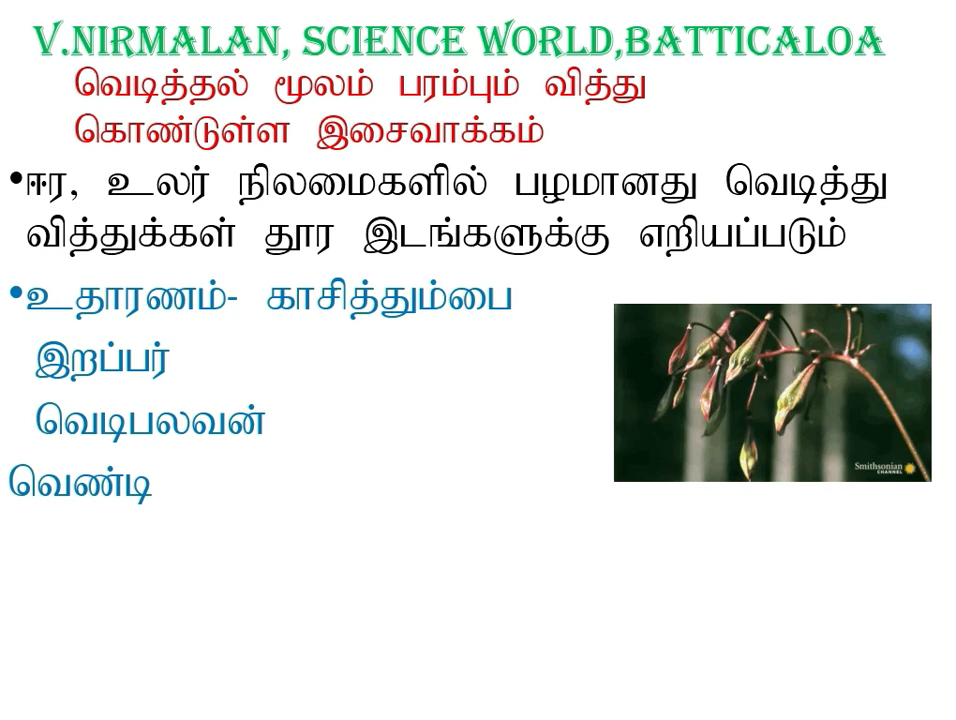 V.NIRMALAN, SCIENCE WORLD,BATTICALOA
வெடித்தல் மூலம் பரம்பும் வித்து
கொண்டுள்ள இசைவாக்கம்
•ஈர, உலர் நிலமைகளில் பழமானது வெடித்து
வித்துக்கள் தூர இடங்களுக்கு எறியப்படும்
•உதாரணம்- காசித்தும்பை
இறப்பர்
வெடிபலவன்
வெண்டி
Smithsonian
CHANNEL